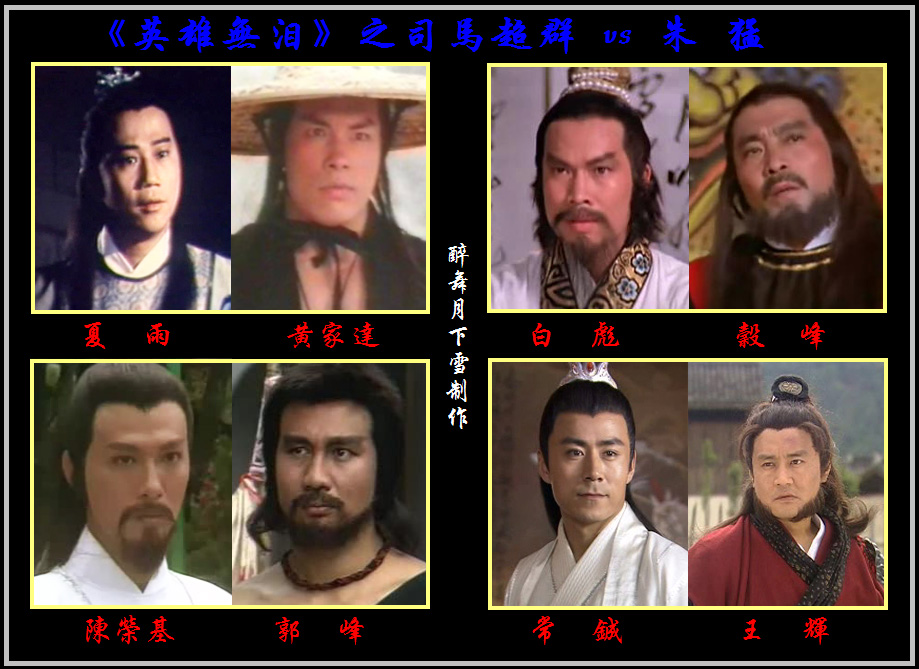 《英雄無泪》之司馬超群 vs 朱 猛
夏 雨
黃家達
白 彪
穀 峰
醉舞月下雪制作
陳榮基
郭 峰
常 鋮
王 輝